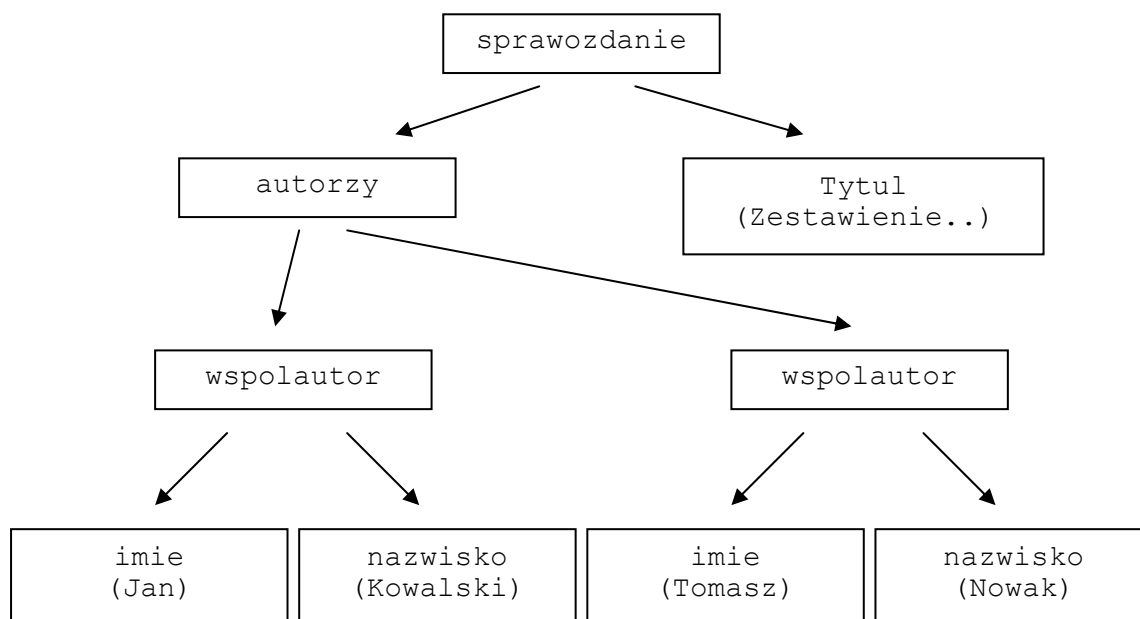 sprawozdanie
autorzy
Tytul
(Zestawienie..)
wspolautor
wspolautor
imie
(Jan)
nazwisko
(Kowalski)
imie
(Tomasz)
nazwisko
(Nowak)